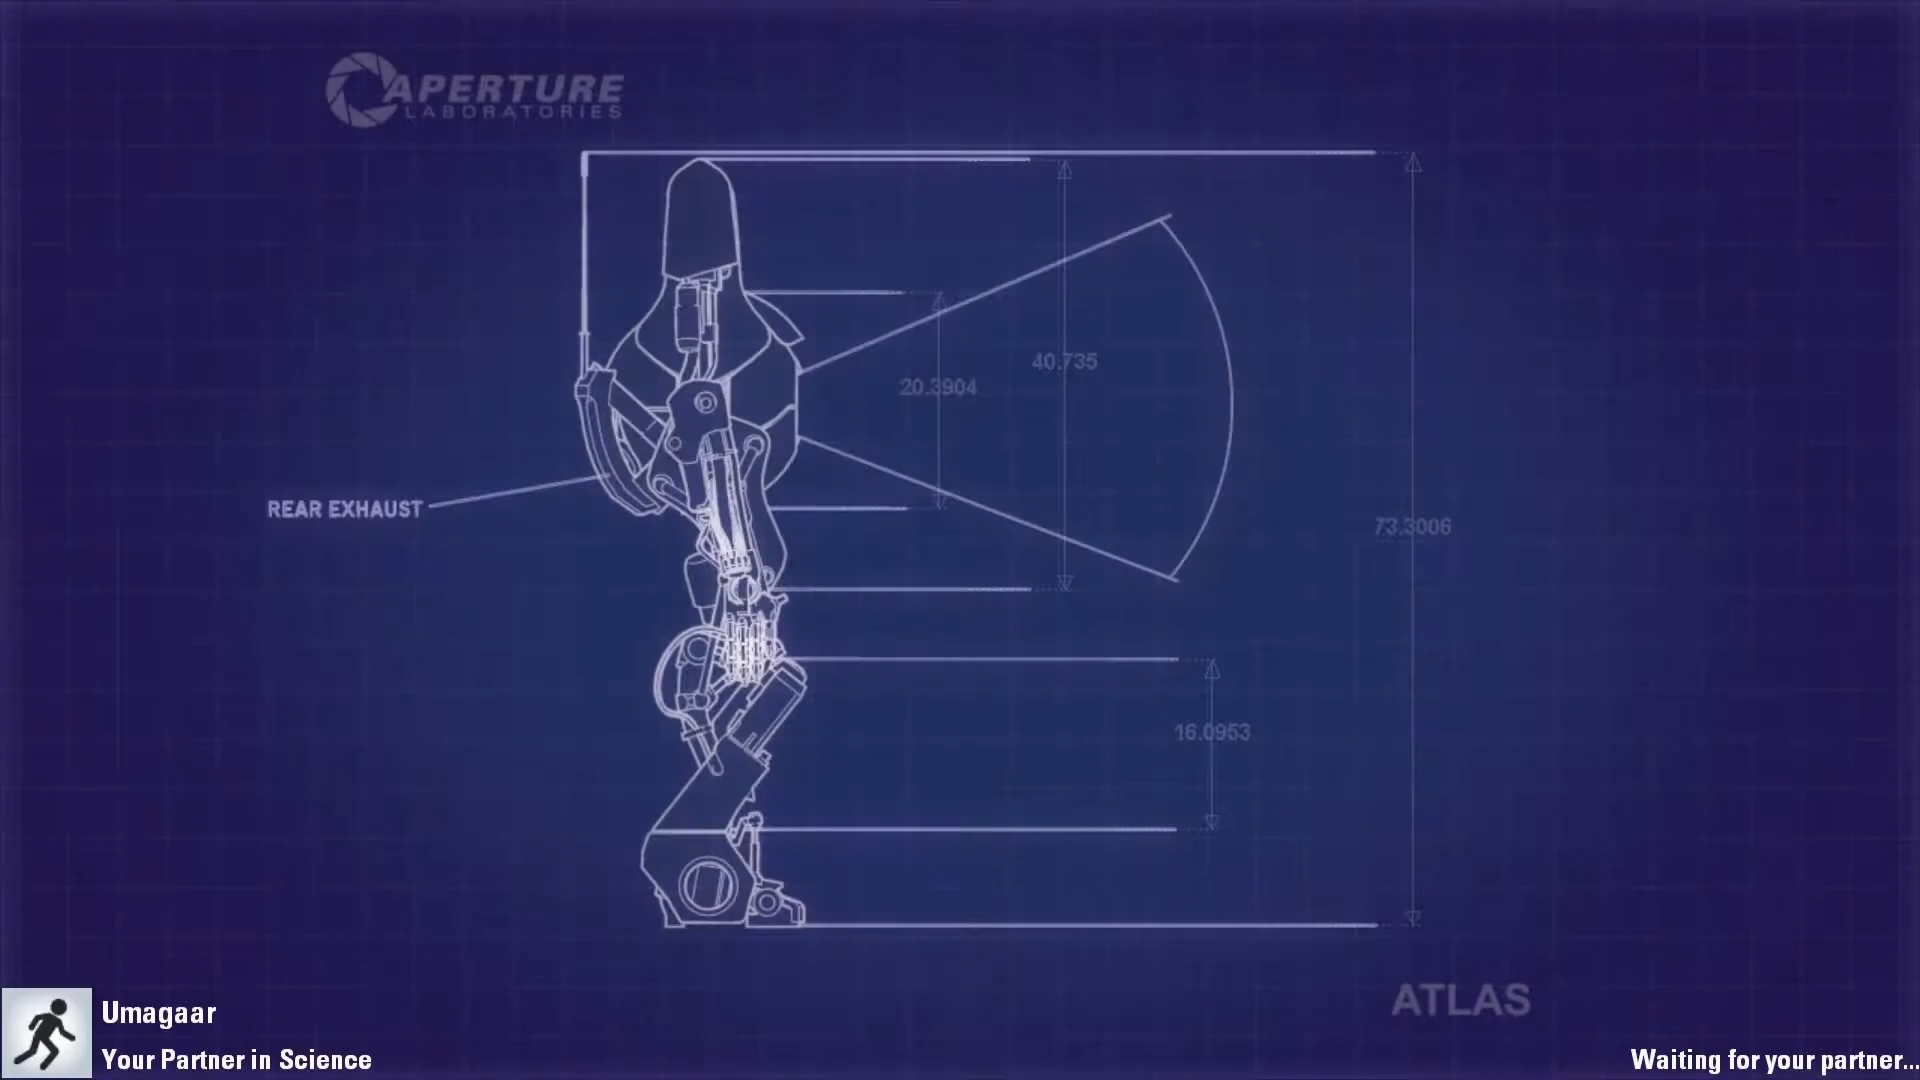 APERTURE
LABORATORIES
40.735
20.3904
REAR EXHAUST
73.3006
16.0953
ATLAS
Umagaar
Your Partner in Science
Waiting for your partner...